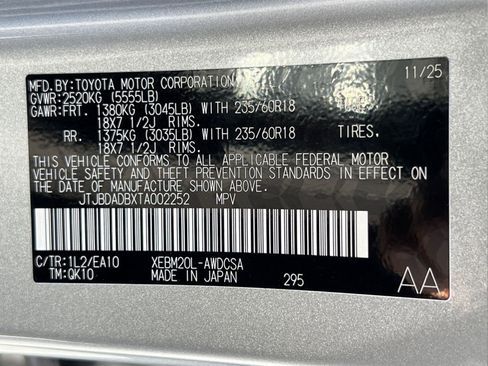 MFD.BY:TOYOTA MOTOR CORPORATION 11/25
GVWR:2520KG (5555LB)
GAWR:FRT. 1380KG (3045LB) WITH 235/60R18
18X7 1/2J RIMS.
RR. 1375KG (3035LB) WITH 235/60R18 TIRES.
18X7 1/2J RIMS.
THIS VEHICLE CONFORMS TO ALL APPLICABLE FEDERAL MOTOR
VEHICLE SAFETY AND THEFT PREVENTION STANDARDS IN EFFECT
ON THE DATE OF MANUFACTURE SHOWN ABOVE.
JTJBDADBXTA002252 MPV
C/TR:1L2/EA10 XEBM20L-AWDCSA
TM:QK10 MADE IN JAPAN 295 AA